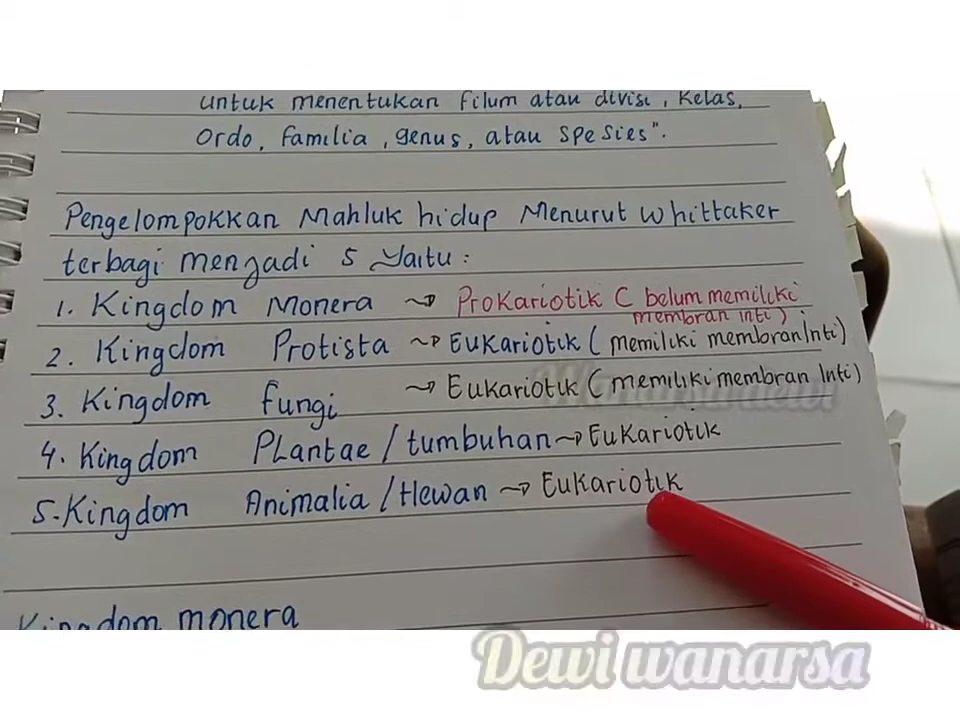 untuk menentukan filum atau divisi, Kelas,
Ordo, familia, genus, atau spesies".
Pengelompokkan Mahluk hidup Menurut Whittaker
terbagi menjadi 5 yaitu :
1. Kingdom Monera ~> Prokariotik ( belum memiliki
membran inti )
2. Kingdom Protista ~> Eukariotik ( memiliki membran Inti )
3. Kingdom fungi ~> Eukariotik ( memiliki membran Inti )
4. Kingdom PLantae / tumbuhan ~> Eukariotik
5. Kingdom Animalia / Hewan ~> Eukariotik
Kingdom monera
Wanarsa dewi
Dewi wanarsa